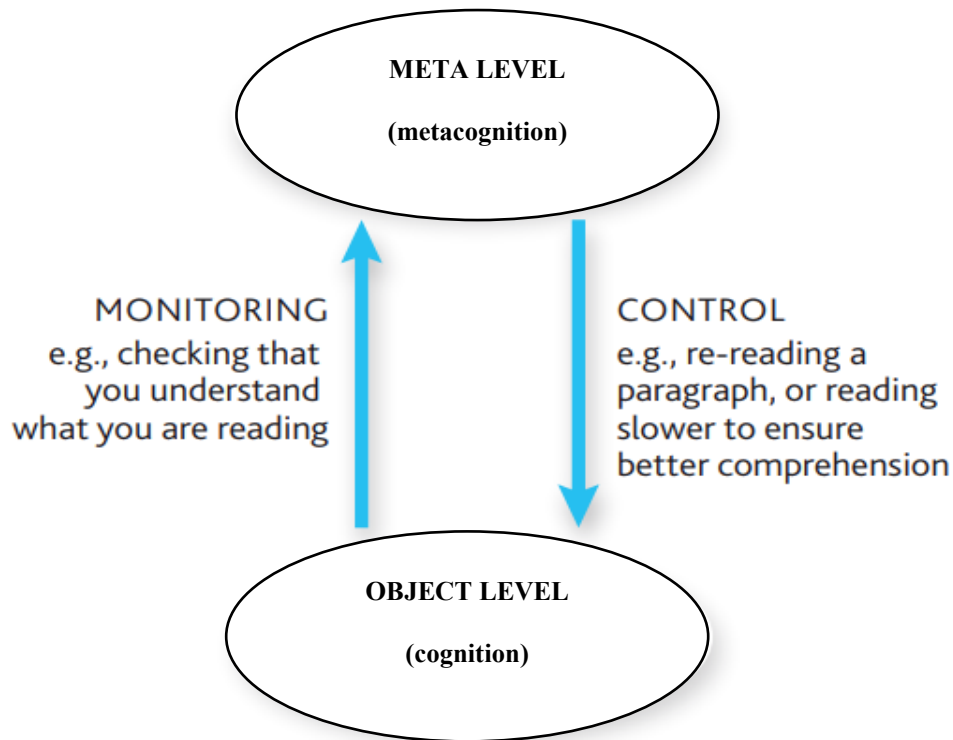 META LEVEL
(metacognition)
MONITORING
e.g., checking that
you understand
what you are reading
CONTROL
e.g., re-reading a
paragraph, or reading
slower to ensure
better comprehension
OBJECT LEVEL
(cognition)